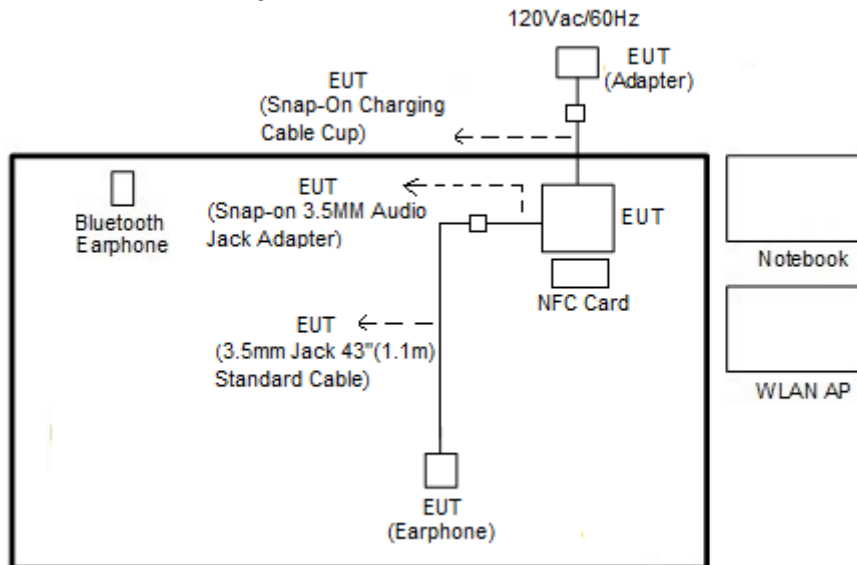 120Vac/60Hz
EUT
(Adapter)
EUT
(Snap-On Charging
Cable Cup)
EUT
(Snap-on 3.5MM Audio
Jack Adapter)
Bluetooth
Earphone
EUT
Notebook
NFC Card
EUT
(3.5mm Jack 43"(1.1m)
Standard Cable)
WLAN AP
EUT
(Earphone)